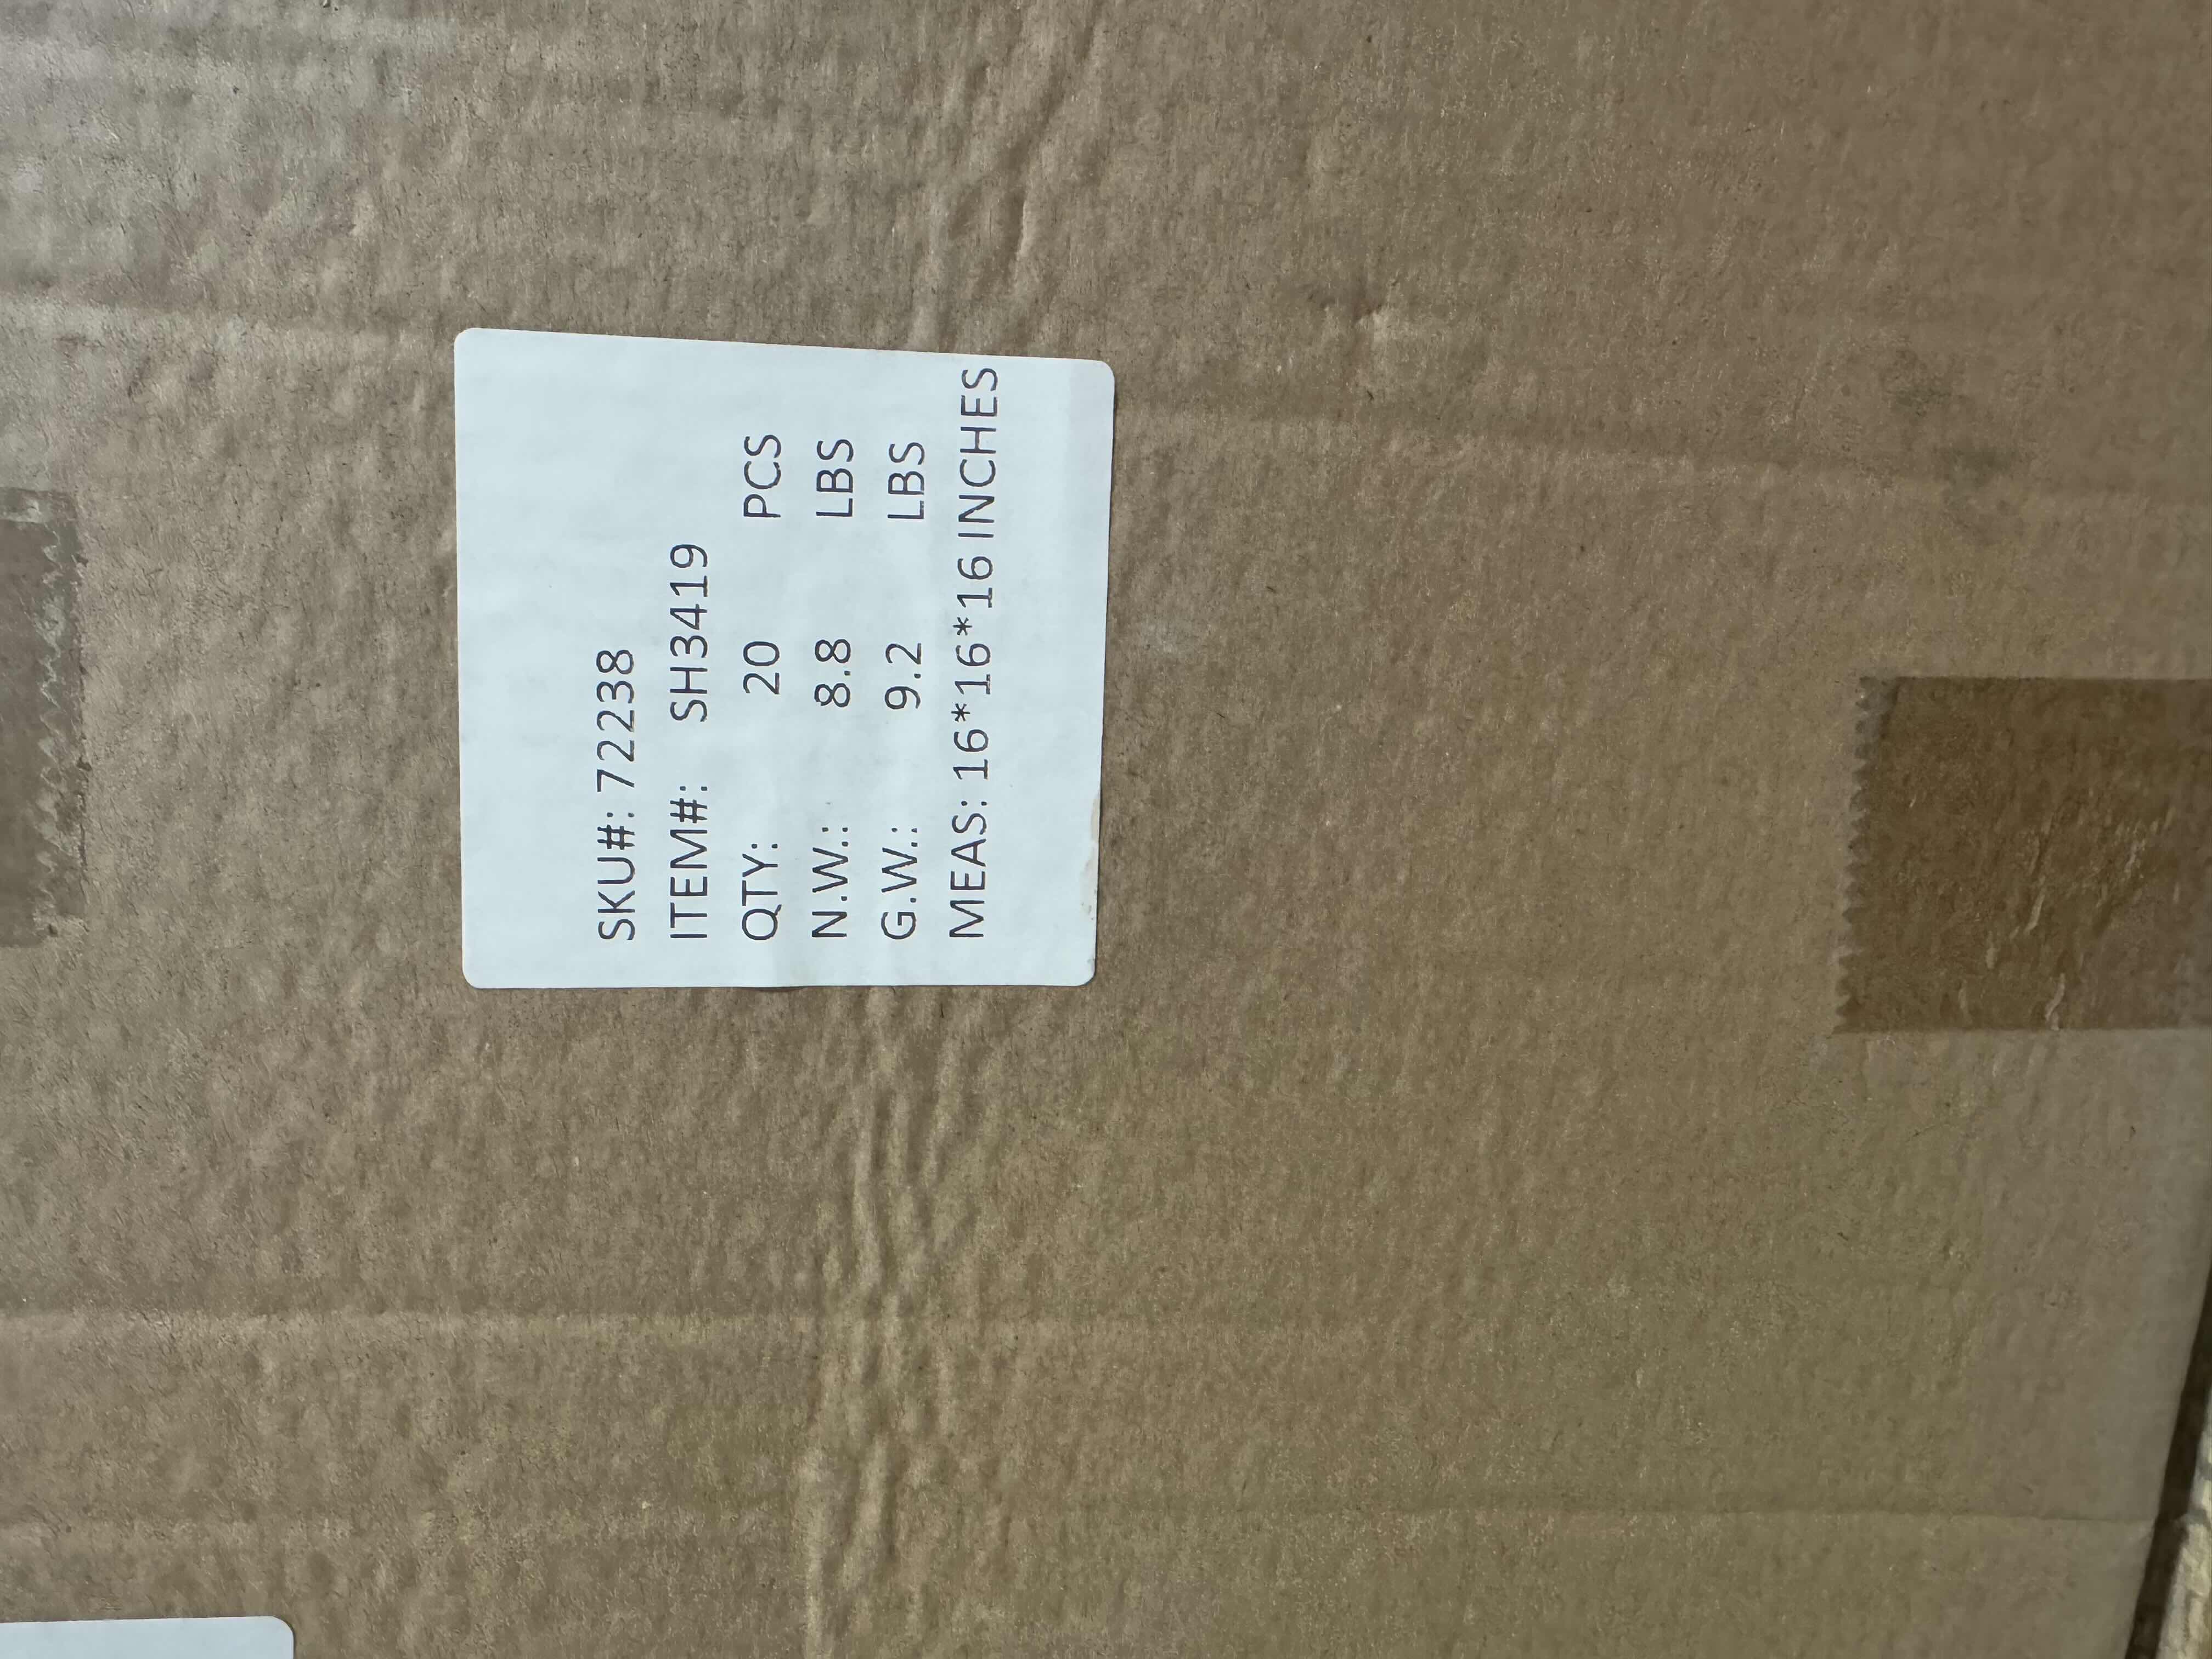 SKU#: 72238
ITEM#: SH3419
QTY: 20 PCS
N.W.: 8.8 LBS
G.W.: 9.2 LBS
MEAS: 16*16*16 INCHES